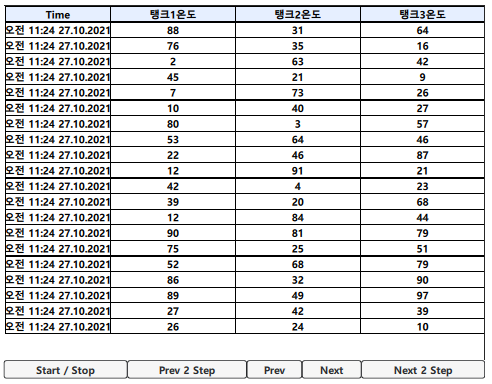 Time 탱크1온도 탱크2온도 탱크3온도
오전 11:24 27.10.2021 88 31 64
오전 11:24 27.10.2021 76 35 16
오전 11:24 27.10.2021 2 63 42
오전 11:24 27.10.2021 45 21 9
오전 11:24 27.10.2021 7 73 26
오전 11:24 27.10.2021 10 40 27
오전 11:24 27.10.2021 80 3 57
오전 11:24 27.10.2021 53 64 46
오전 11:24 27.10.2021 22 46 87
오전 11:24 27.10.2021 12 91 21
오전 11:24 27.10.2021 42 4 23
오전 11:24 27.10.2021 39 20 68
오전 11:24 27.10.2021 12 84 44
오전 11:24 27.10.2021 90 81 79
오전 11:24 27.10.2021 75 25 51
오전 11:24 27.10.2021 52 68 79
오전 11:24 27.10.2021 86 32 90
오전 11:24 27.10.2021 89 49 97
오전 11:24 27.10.2021 27 42 39
오전 11:24 27.10.2021 26 24 10
Start / Stop Prev 2 Step Prev Next Next 2 Step